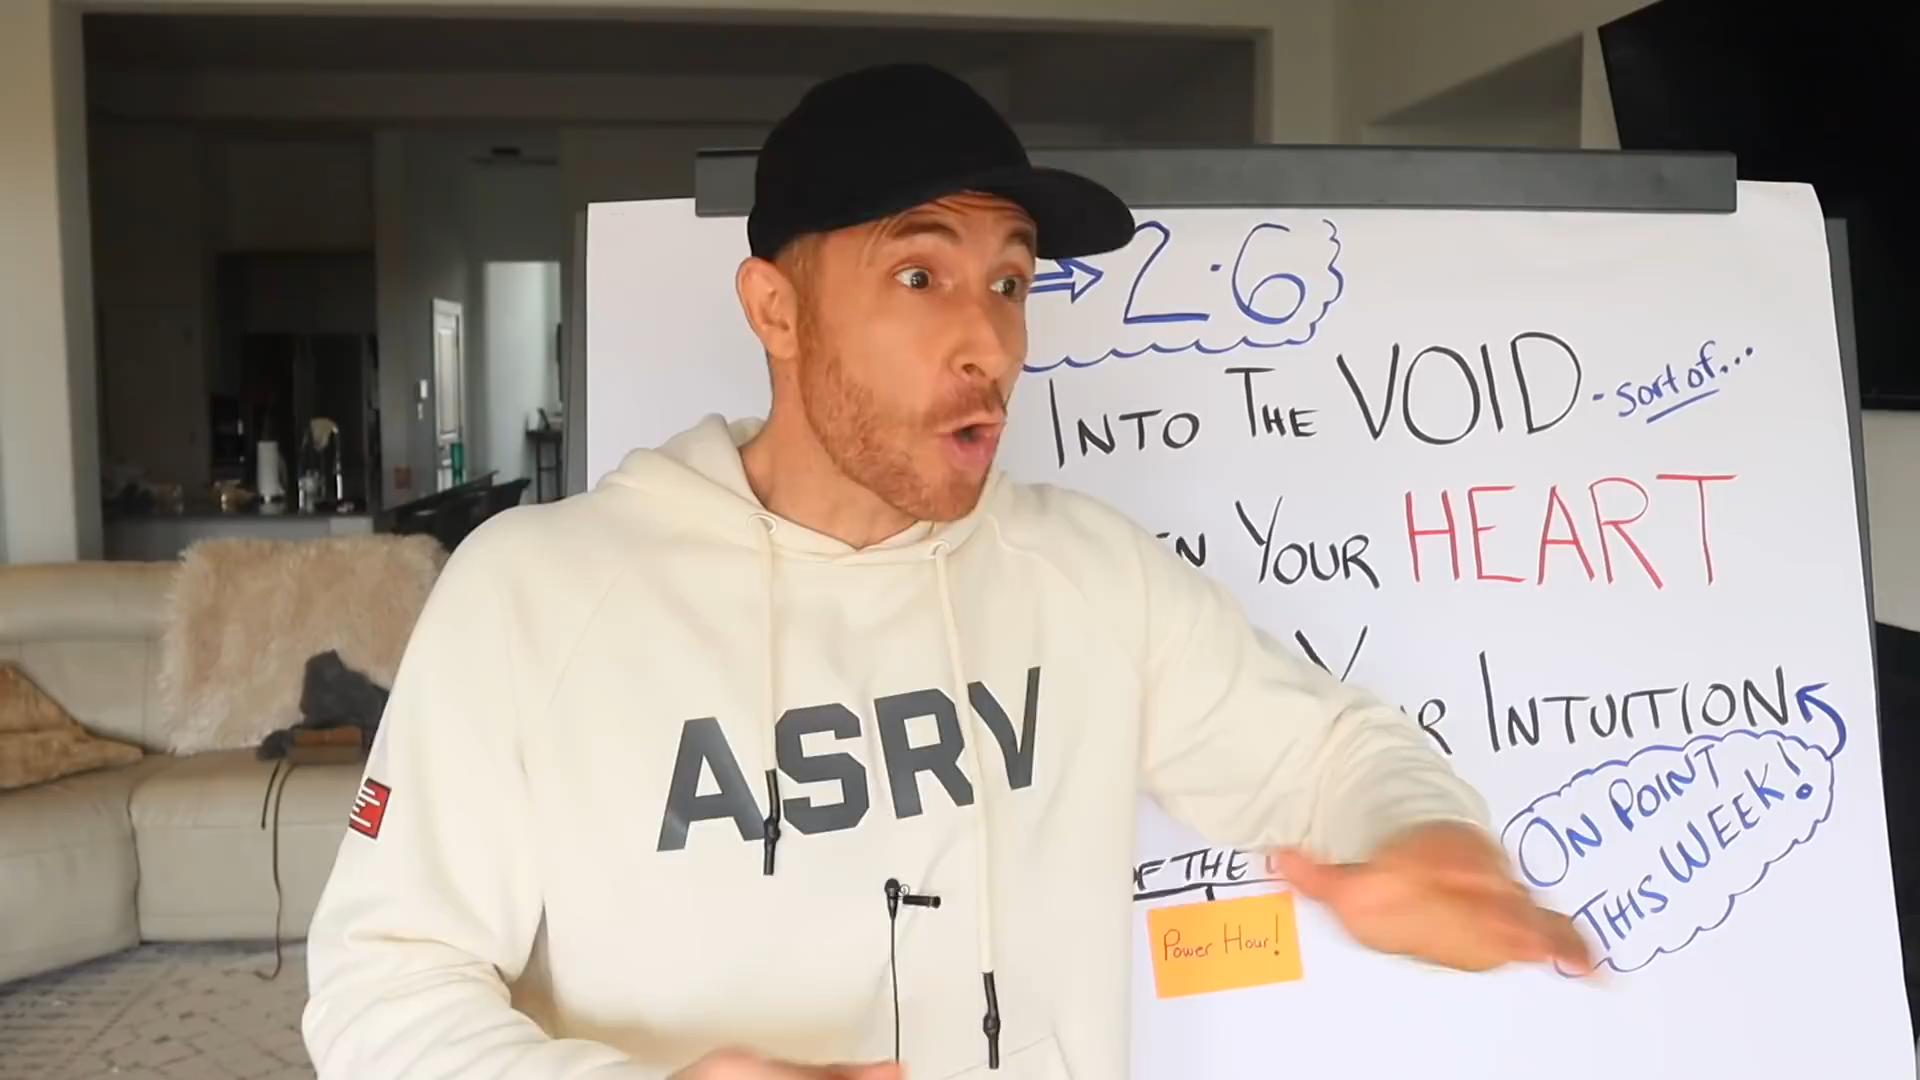 2.6
INTO THE VOID - sort of...
YOUR HEART
INTUITION
ON POINT
THIS WEEK!
OF THE
Power Hour!
ASRV